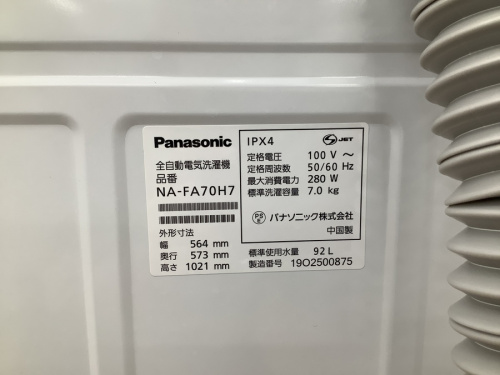 Panasonic
全自動電気洗濯機
品番
NA-FA70H7
外形寸法
幅 564 mm
奥行 573 mm
高さ 1021 mm
IPX4
S JET
定格電圧 100 V ～
定格周波数 50/60 Hz
最大消費電力 280 W
標準洗濯容量 7.0 kg
PS E パナソニック株式会社
中国製
標準使用水量 92 L
製造番号 19O2500875